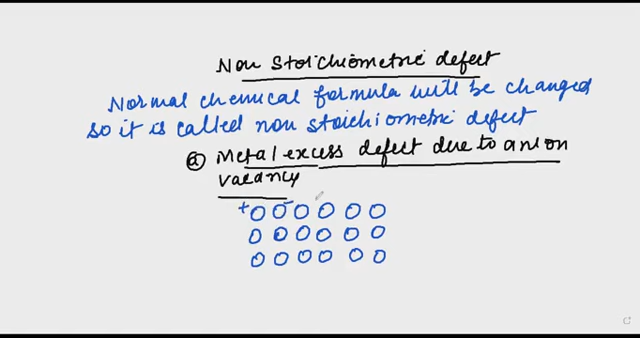 Non Stoichiometric defect
Normal chemical formula will be changed
so it is called non stoichiometric defect
ⓐ Metal excess defect due to anion
vacancy
+ -